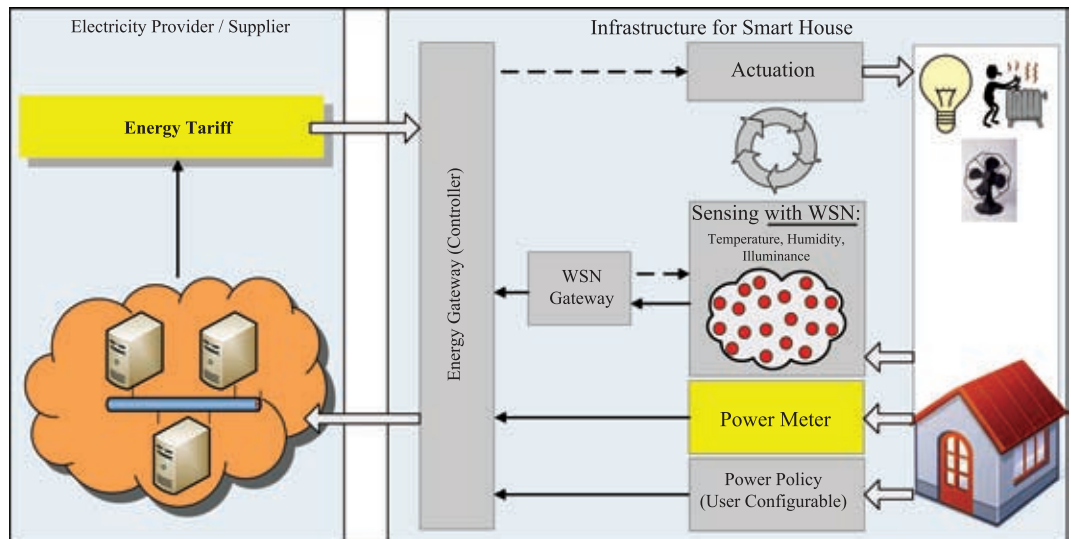 Electricity Provider / Supplier
Infrastructure for Smart House
Energy Tariff
Energy Gateway (Controller)
Actuation
Sensing with WSN:
Temperature, Humidity,
Illuminance
WSN
Gateway
Power Meter
Power Policy
(User Configurable)